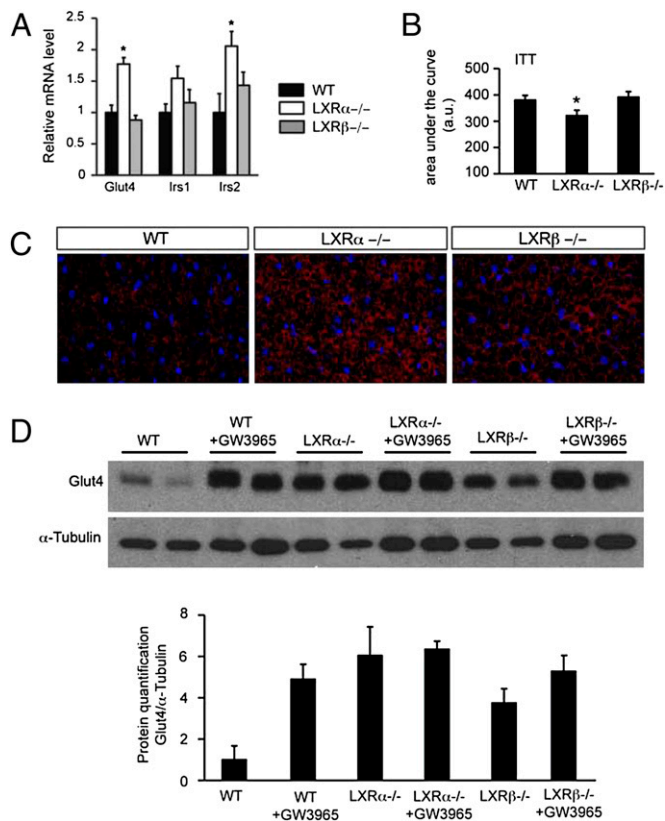 A
Relative mRNA level
2.5
2
1.5
1
0.5
0
*
*
Glut4 Irs1 Irs2
WT
LXRα−/−
LXRβ−/−
B
ITT
area under the curve
(a.u.)
500
400
300
200
100
*
WT LXRα-/- LXRβ-/-
C
WT LXRα −/− LXRβ −/−
D
WT
WT
+GW3965
LXRα-/-
LXRα-/-
+GW3965
LXRβ-/-
LXRβ-/-
+GW3965
Glut4
α-Tubulin
Protein quantification
Glut4/α-Tubulin
8
6
4
2
0
WT
WT
+GW3965
LXRα-/-
LXRα-/-
+GW3965
LXRβ-/-
LXRβ-/-
+GW3965